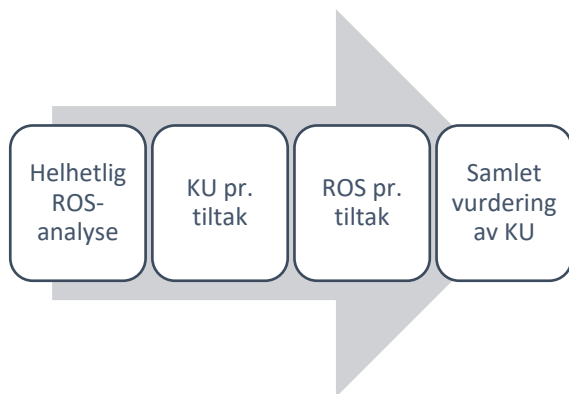 Helhetlig
ROS-
analyse
KU pr.
tiltak
ROS pr.
tiltak
Samlet
vurdering
av KU